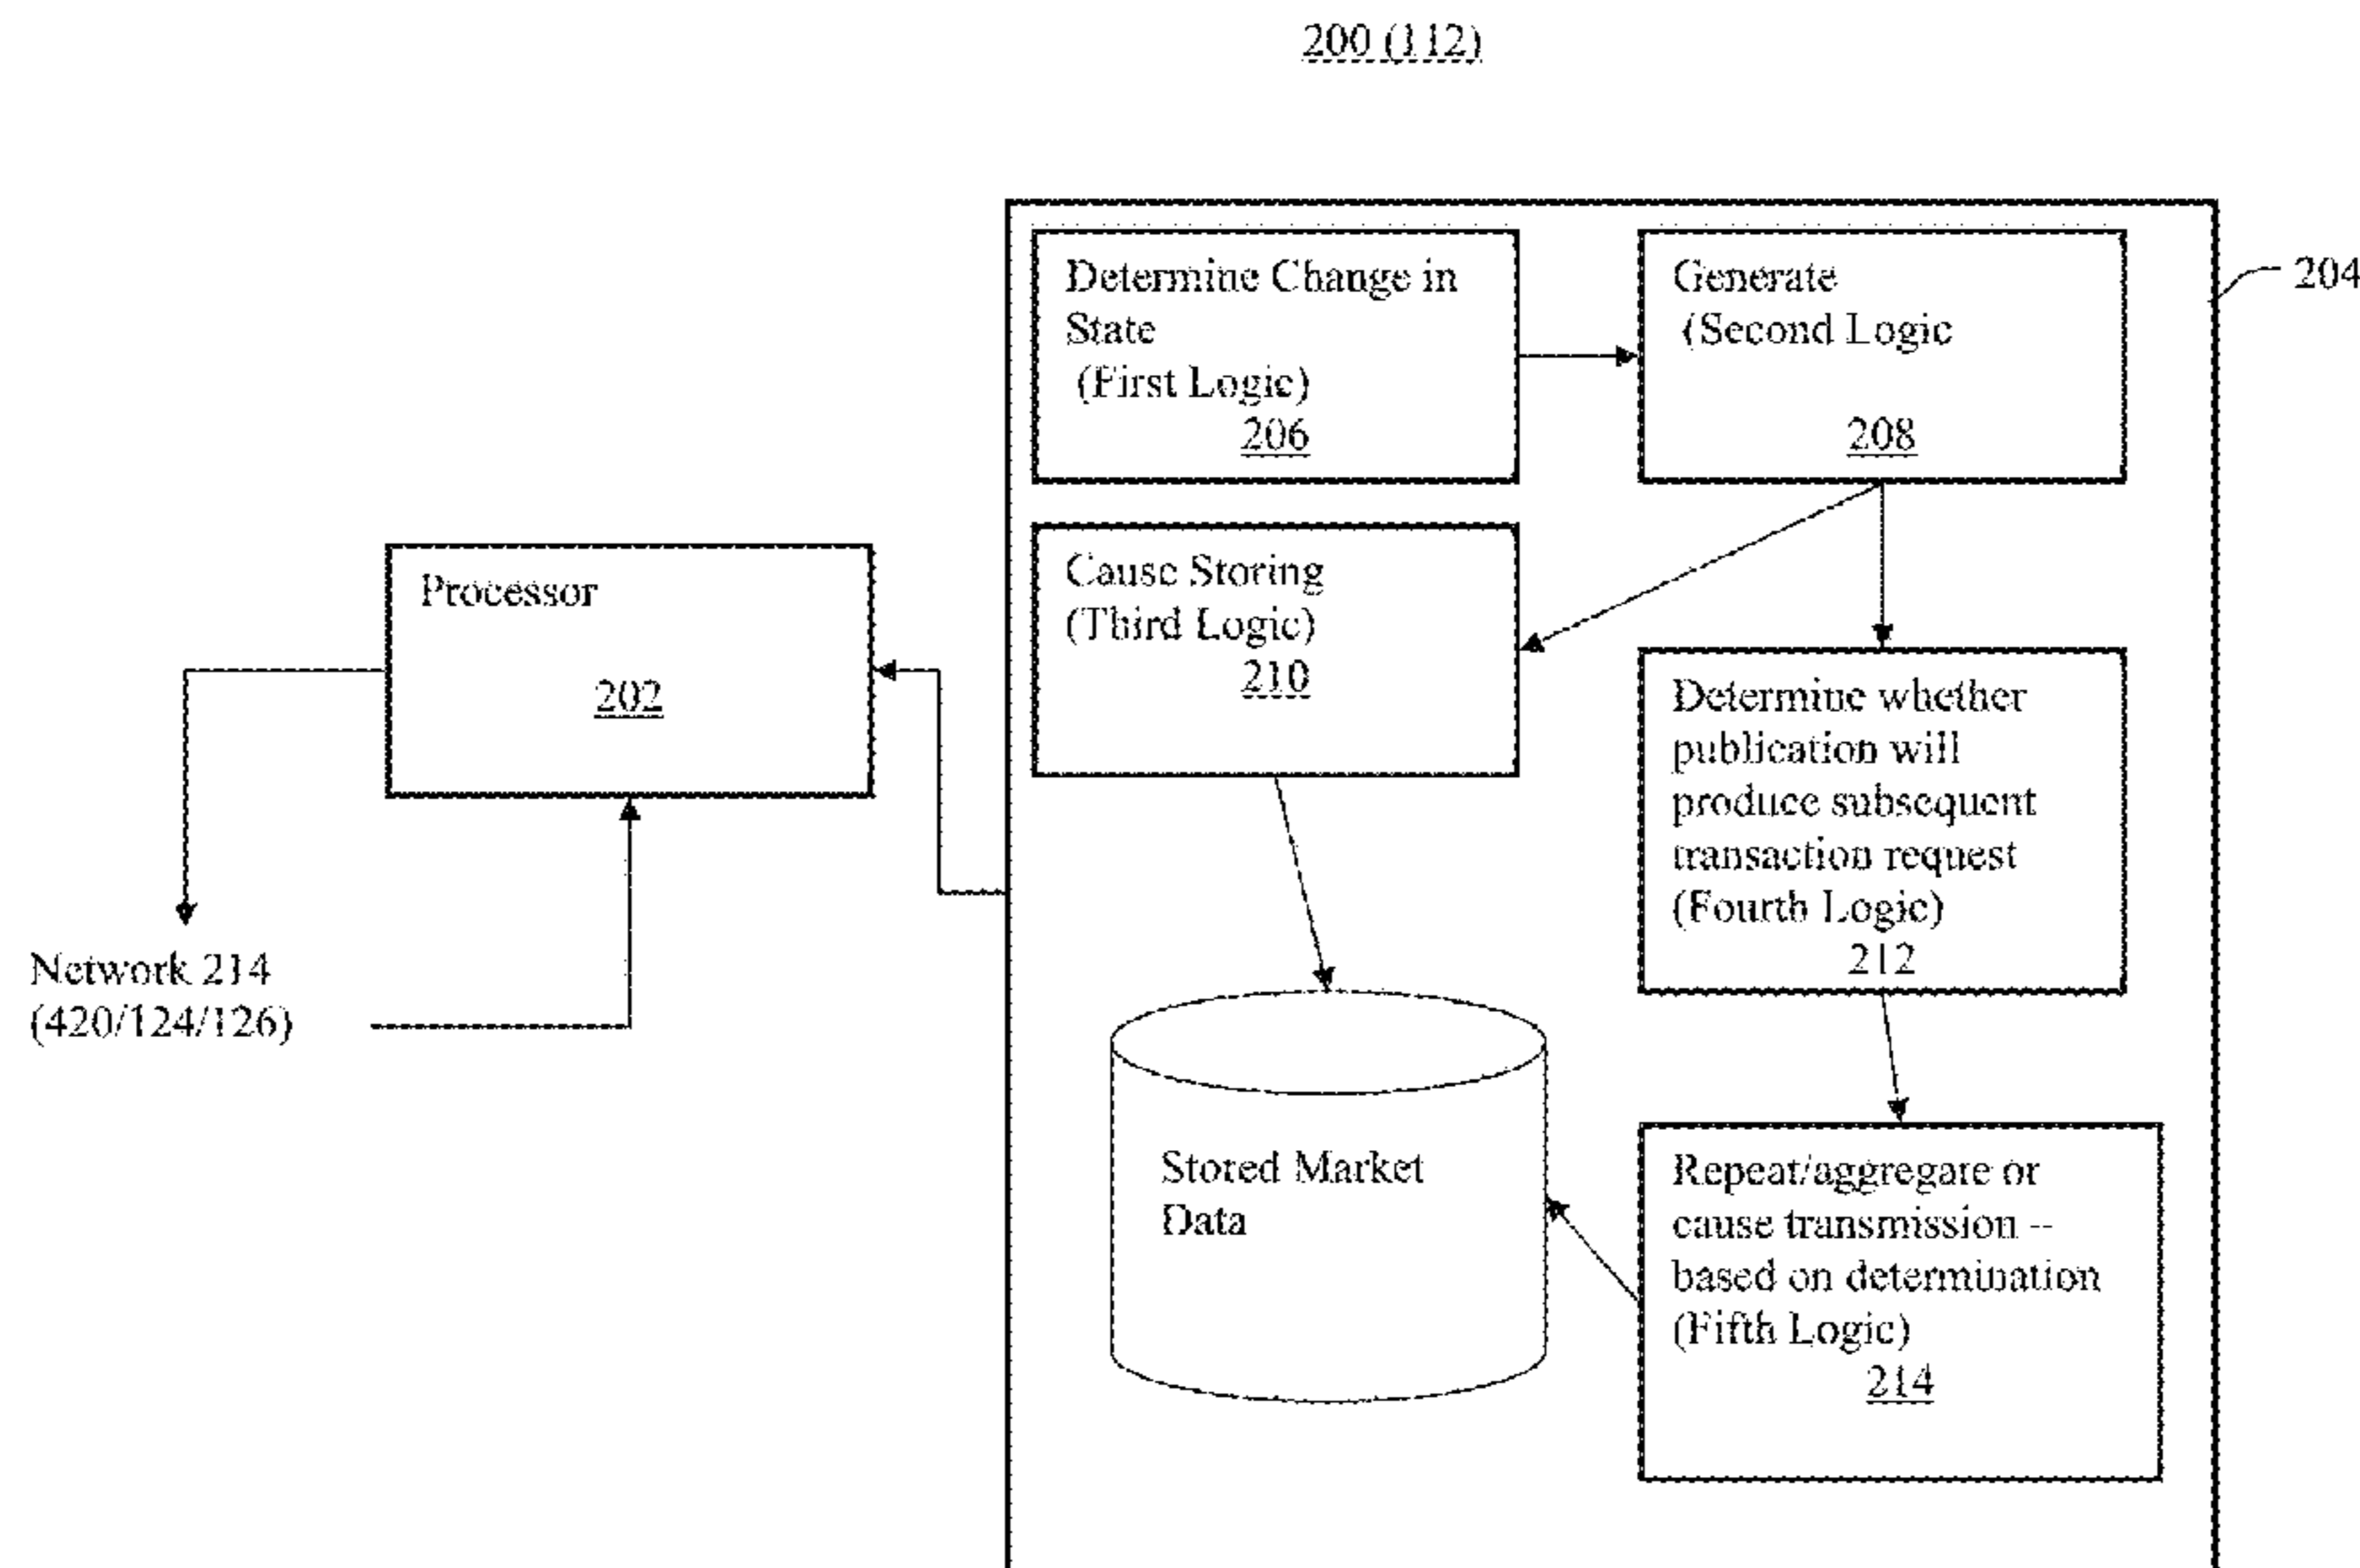 200 (112)
Determine Change in
State
(First Logic)
206
Generate
(Second Logic
208
204
Cause Storing
(Third Logic)
210
Processor
202
Determine whether
publication will
produce subsequent
transaction request
(Fourth Logic)
212
Network 214
(420/124/126)
Stored Market
Data
Repeat/aggregate or
cause transmission --
based on determination
(Fifth Logic)
214